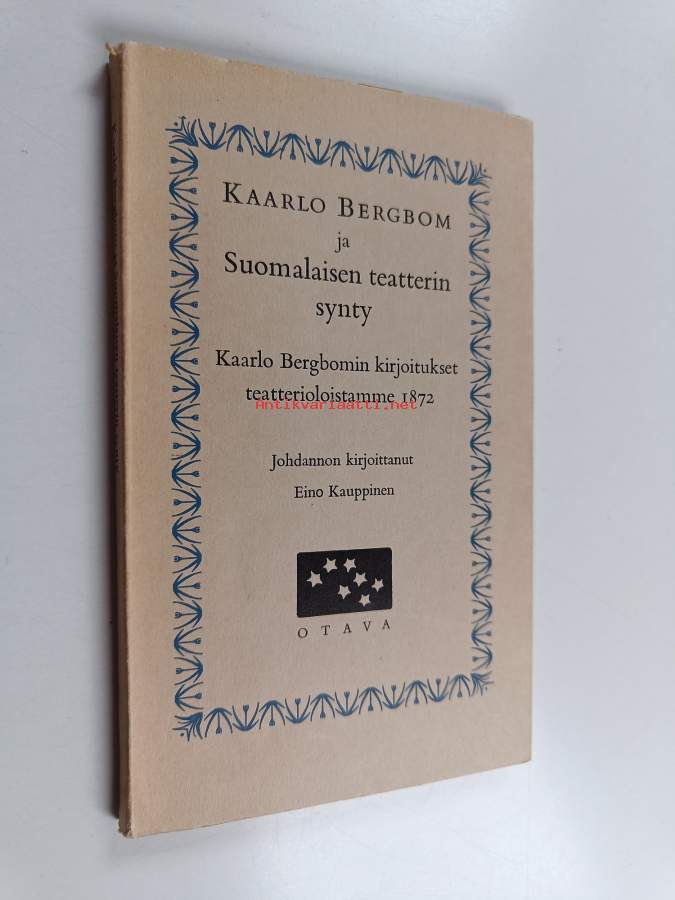 KAARLO BERGBOM
ja
Suomalaisen teatterin
synty
Kaarlo Bergbomin kirjoitukset
teatterioloistamme 1872
Antikvariaatti.net
Johdannon kirjoittanut
Eino Kauppinen
OTAVA